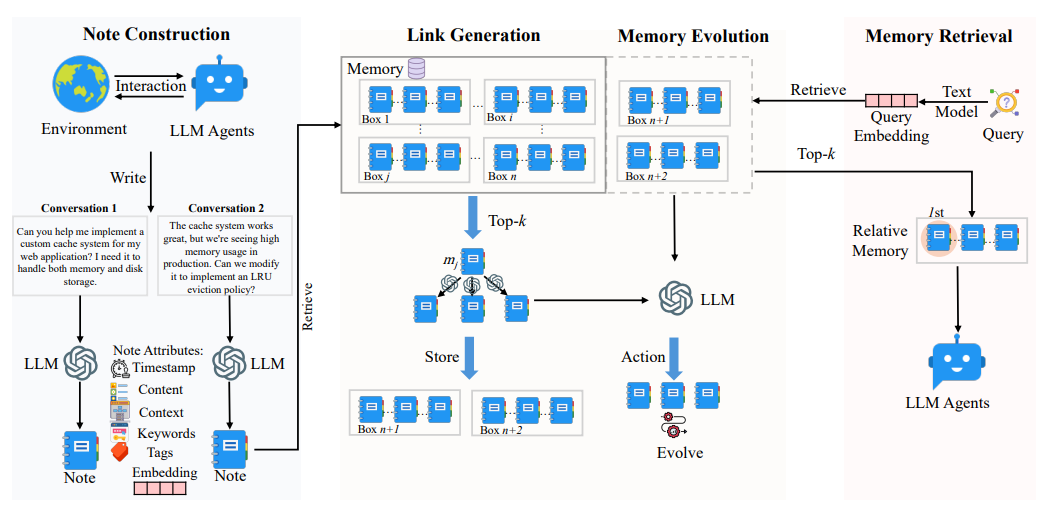 Note Construction
Environment
Interaction
LLM Agents
Write
Conversation 1
Can you help me implement a
custom cache system for my
web application? I need it to
handle both memory and disk
storage.
Conversation 2
The cache system works
great, but we're seeing high
memory usage in
production. Can we modify
it to implement an LRU
eviction policy?
LLM
Note Attributes:
Timestamp
Content
Context
Keywords
Tags
Embedding
LLM
Note
Note
Retrieve
Link Generation
Memory Evolution
Memory
Box 1
...
Box i
Box j
...
Box n
Box n+1
Box n+2
Top-k
mj
Store
Box n+1
Box n+2
LLM
Action
Evolve
Memory Retrieval
Retrieve
Query
Embedding
Text
Model
?
Query
Top-k
1st
Relative
Memory
LLM Agents